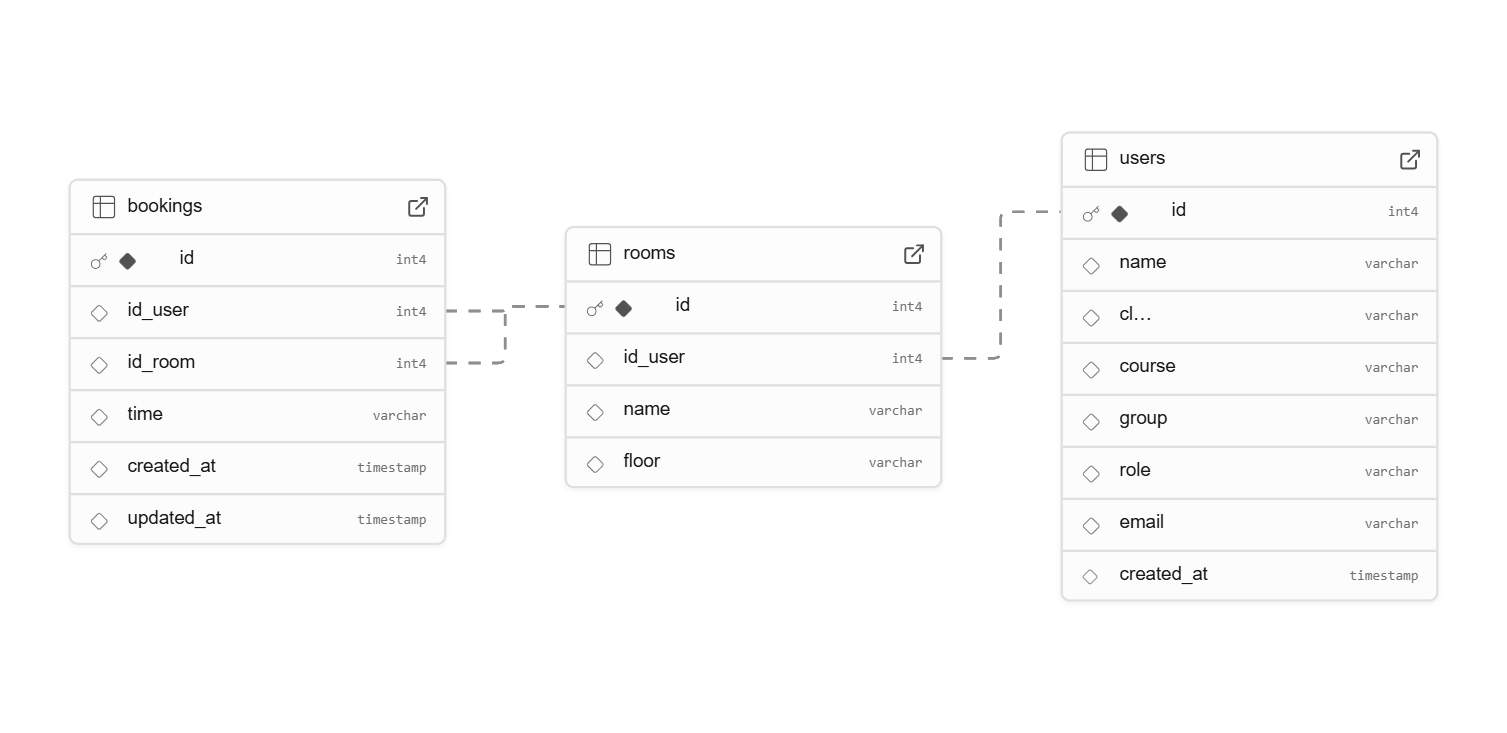 bookings
id int4
id_user int4
id_room int4
time varchar
created_at timestamp
updated_at timestamp
rooms
id int4
id_user int4
name varchar
floor varchar
users
id int4
name varchar
cl... varchar
course varchar
group varchar
role varchar
email varchar
created_at timestamp